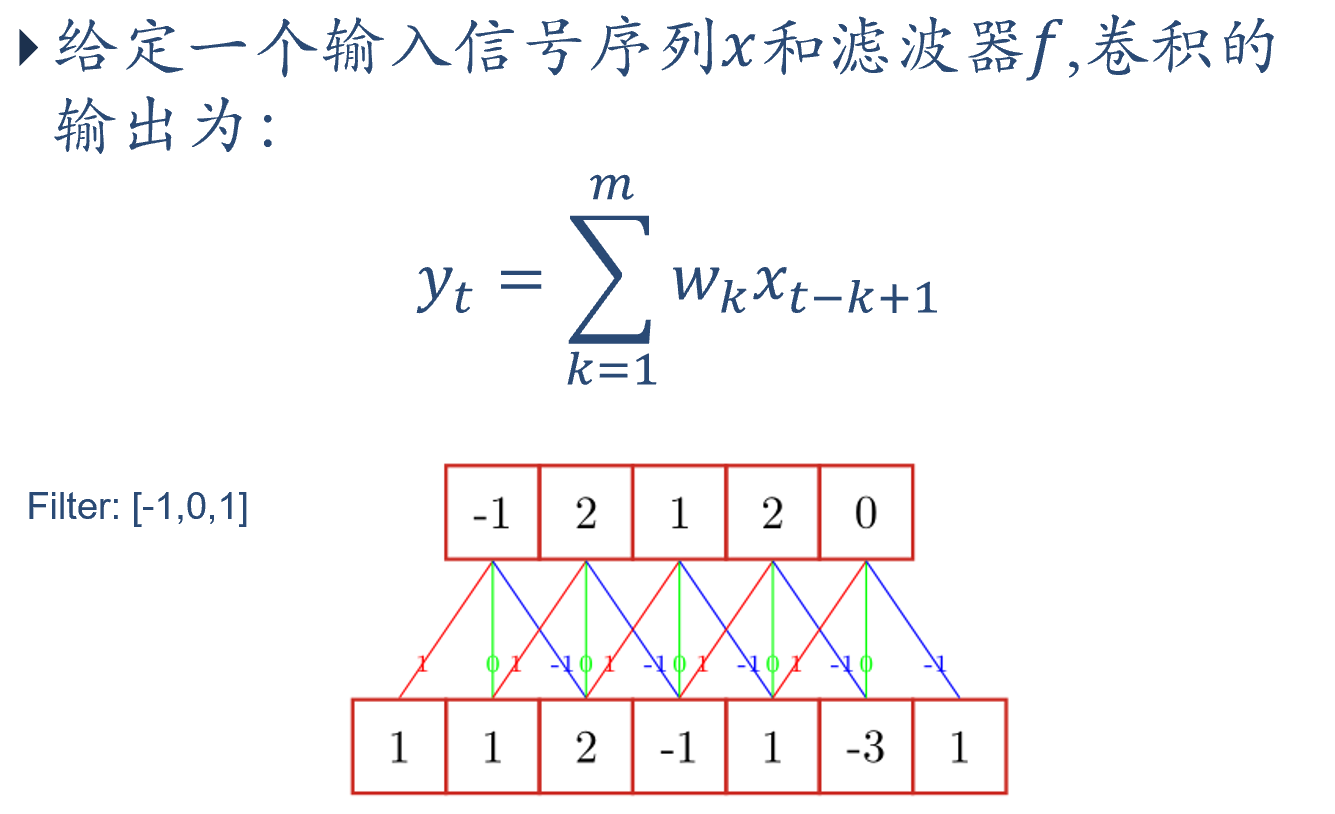 给定一个输入信号序列x和滤波器f,卷积的
输出为:
m
y_t = ∑ w_k x_{t−k+1}
k=1
Filter: [-1,0,1]
-1 2 1 2 0
1 0 1 -1 0 1 -1 0 1 -1 0 1 -1 0 -1
1 1 2 -1 1 -3 1